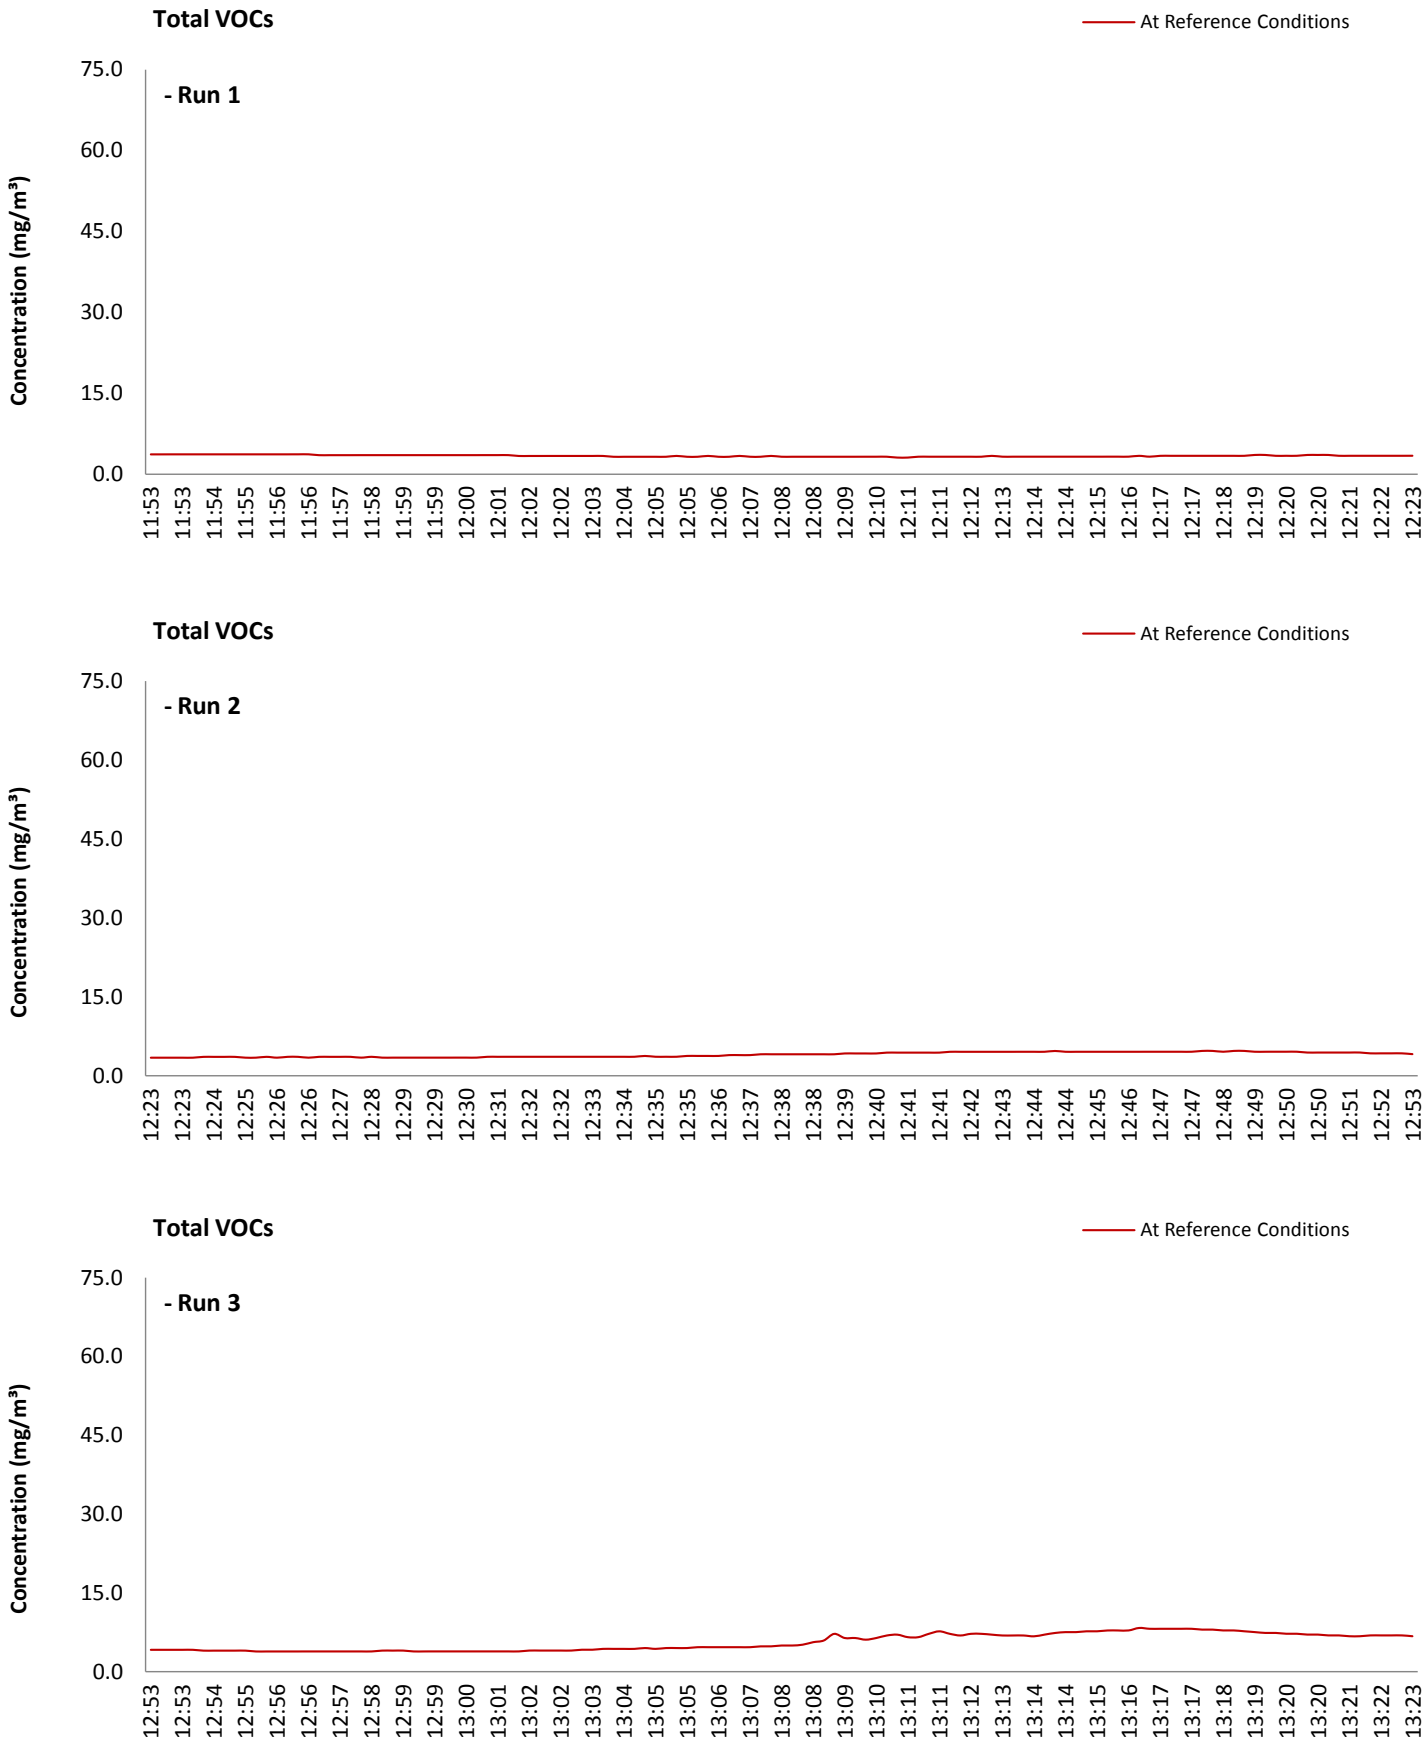 Total VOCs
At Reference Conditions
- Run 1
Concentration (mg/m³)
75.0
60.0
45.0
30.0
15.0
0.0
11:53 11:53 11:54 11:55 11:56 11:56 11:57 11:58 11:59 11:59 12:00 12:01 12:02 12:02 12:03 12:04 12:05 12:05 12:06 12:07 12:08 12:08 12:09 12:10 12:11 12:11 12:12 12:13 12:14 12:14 12:15 12:16 12:17 12:17 12:18 12:19 12:20 12:20 12:21 12:22 12:23
Total VOCs
At Reference Conditions
- Run 2
Concentration (mg/m³)
75.0
60.0
45.0
30.0
15.0
0.0
12:23 12:23 12:24 12:25 12:26 12:26 12:27 12:28 12:29 12:29 12:30 12:31 12:32 12:32 12:33 12:34 12:35 12:35 12:36 12:37 12:38 12:38 12:39 12:40 12:41 12:41 12:42 12:43 12:44 12:44 12:45 12:46 12:47 12:47 12:48 12:49 12:50 12:50 12:51 12:52 12:53
Total VOCs
At Reference Conditions
- Run 3
Concentration (mg/m³)
75.0
60.0
45.0
30.0
15.0
0.0
12:53 12:53 12:54 12:55 12:56 12:56 12:57 12:58 12:59 12:59 13:00 13:01 13:02 13:02 13:03 13:04 13:05 13:05 13:06 13:07 13:08 13:08 13:09 13:10 13:11 13:11 13:12 13:13 13:14 13:14 13:15 13:16 13:17 13:17 13:18 13:19 13:20 13:20 13:21 13:22 13:23